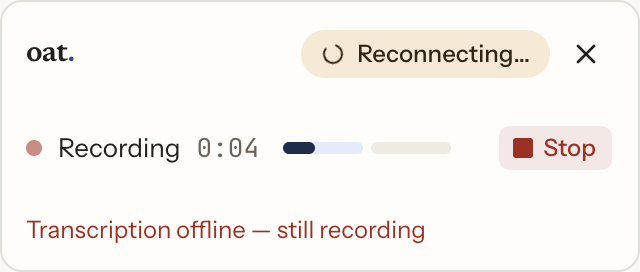 oat.
Reconnecting...
Recording 0:04
Stop
Transcription offline — still recording